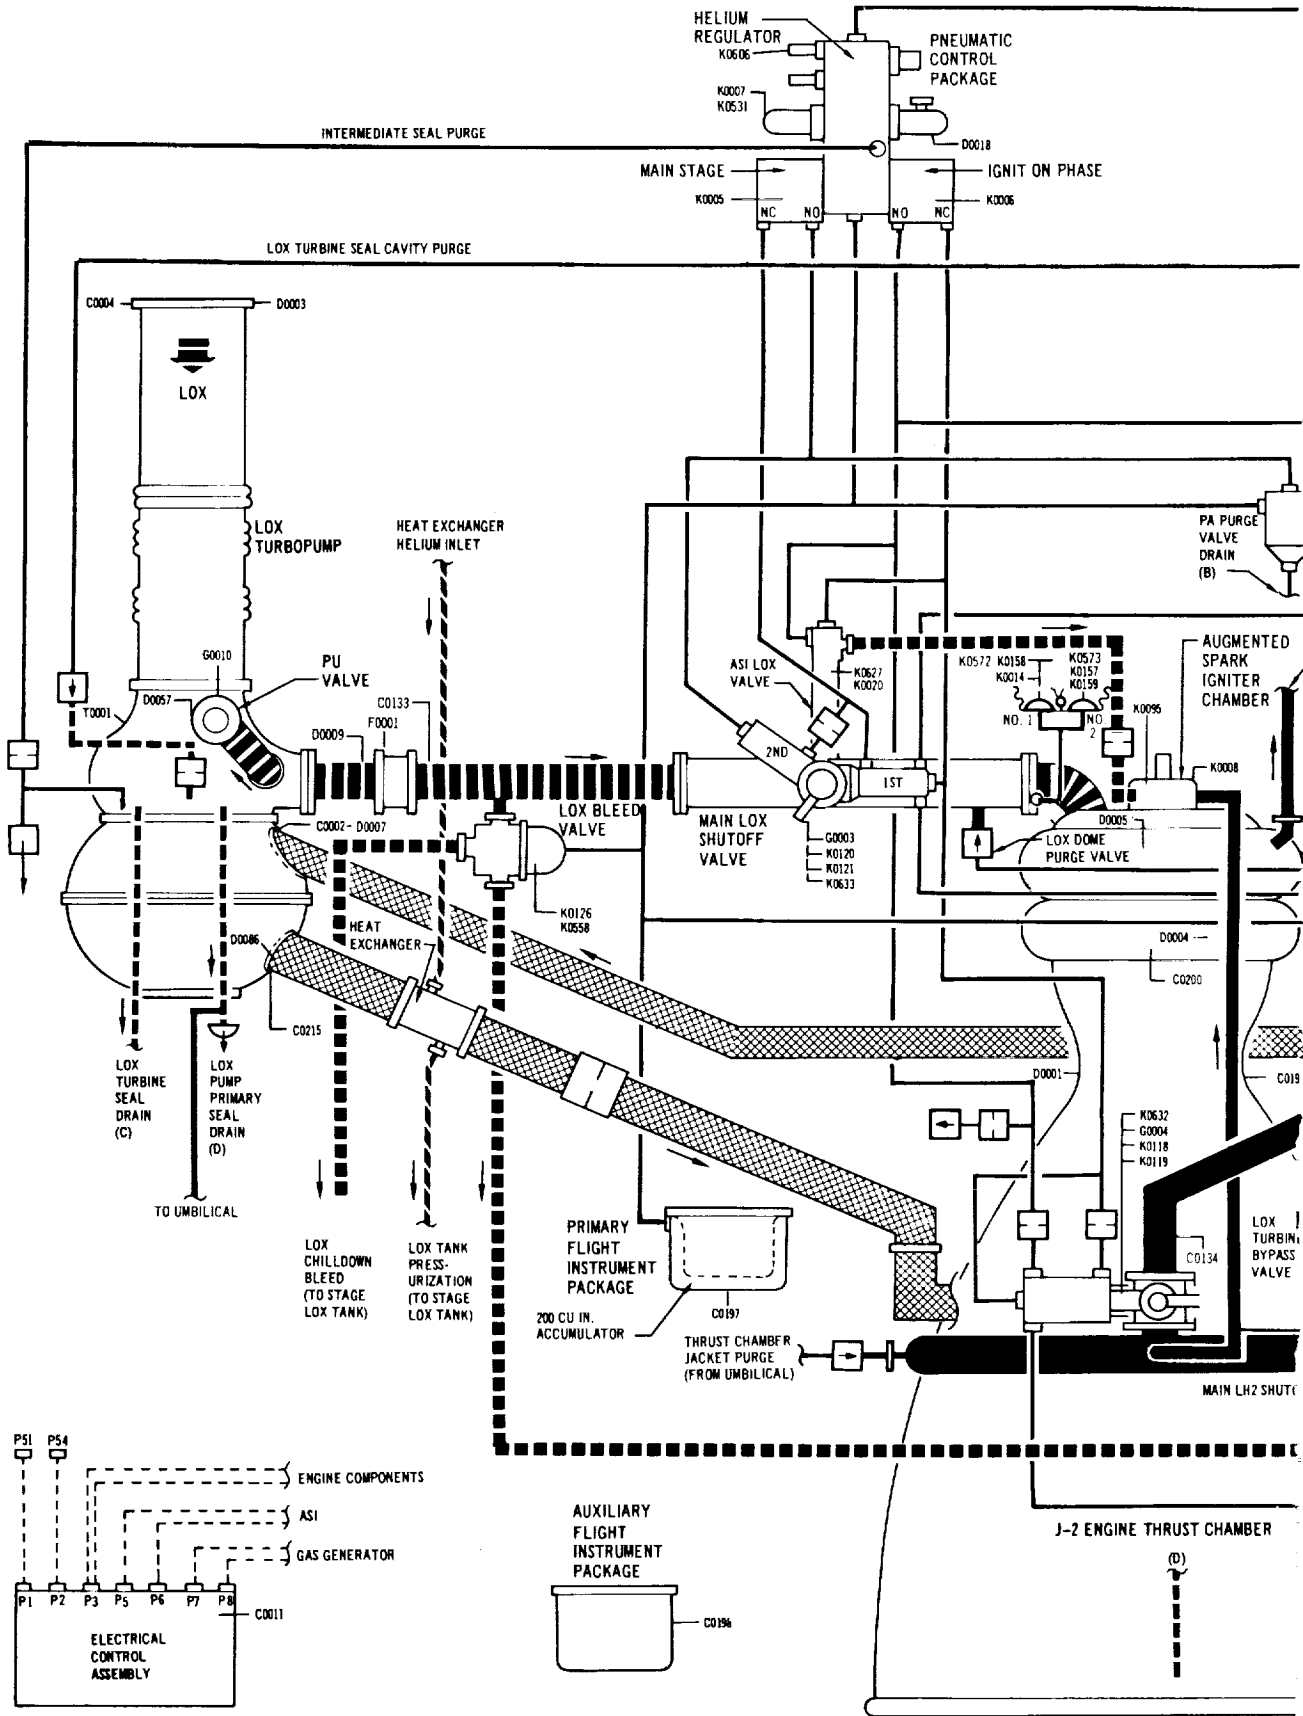 HELIUM
REGULATOR
K0606
PNEUMATIC
CONTROL
PACKAGE
K0007
K0531
INTERMEDIATE SEAL PURGE
D0018
MAIN STAGE
IGNIT ON PHASE
K0005
K0006
NC
NO
NO
NC
LOX TURBINE SEAL CAVITY PURGE
C0004
D0003
LOX
LOX
TURBOPUMP
HEAT EXCHANGER
HELIUM INLET
PA PURGE
VALVE
DRAIN
(B)
G0010
PU
VALVE
D0057
T0001
C0133
F0001
D0009
ASI LOX
VALVE
K0627
K0020
K0572
K0158
K0014
K0573
K0157
K0159
NO. 1
NO.
2
AUGMENTED
SPARK
IGNITER
CHAMBER
K0095
K0008
2ND
1ST
LOX BLEED
VALVE
MAIN LOX
SHUTOFF
VALVE
G0003
K0120
K0121
K0633
D0005
LOX DOME
PURGE VALVE
C0002-D0007
K0126
K0558
HEAT
EXCHANGER
D0086
D0004
C0200
C0215
LOX
TURBINE
SEAL
DRAIN
(C)
LOX
PUMP
PRIMARY
SEAL
DRAIN
(D)
D0001
C019
K0632
G0004
K0118
K0119
TO UMBILICAL
LOX
CHILLDOWN
BLEED
(TO STAGE
LOX TANK)
LOX TANK
PRESS-
URIZATION
(TO STAGE
LOX TANK)
PRIMARY
FLIGHT
INSTRUMENT
PACKAGE
200 CU IN.
ACCUMULATOR
C0197
LOX
TURBIN
BYPASS
VALVE
C0134
THRUST CHAMBER
JACKET PURGE
(FROM UMBILICAL)
MAIN LH2 SHUT
P51
P54
ENGINE COMPONENTS
ASI
GAS GENERATOR
P1
P2
P3
P5
P6
P7
P8
C0011
ELECTRICAL
CONTROL
ASSEMBLY
AUXILIARY
FLIGHT
INSTRUMENT
PACKAGE
J-2 ENGINE THRUST CHAMBER
(D)